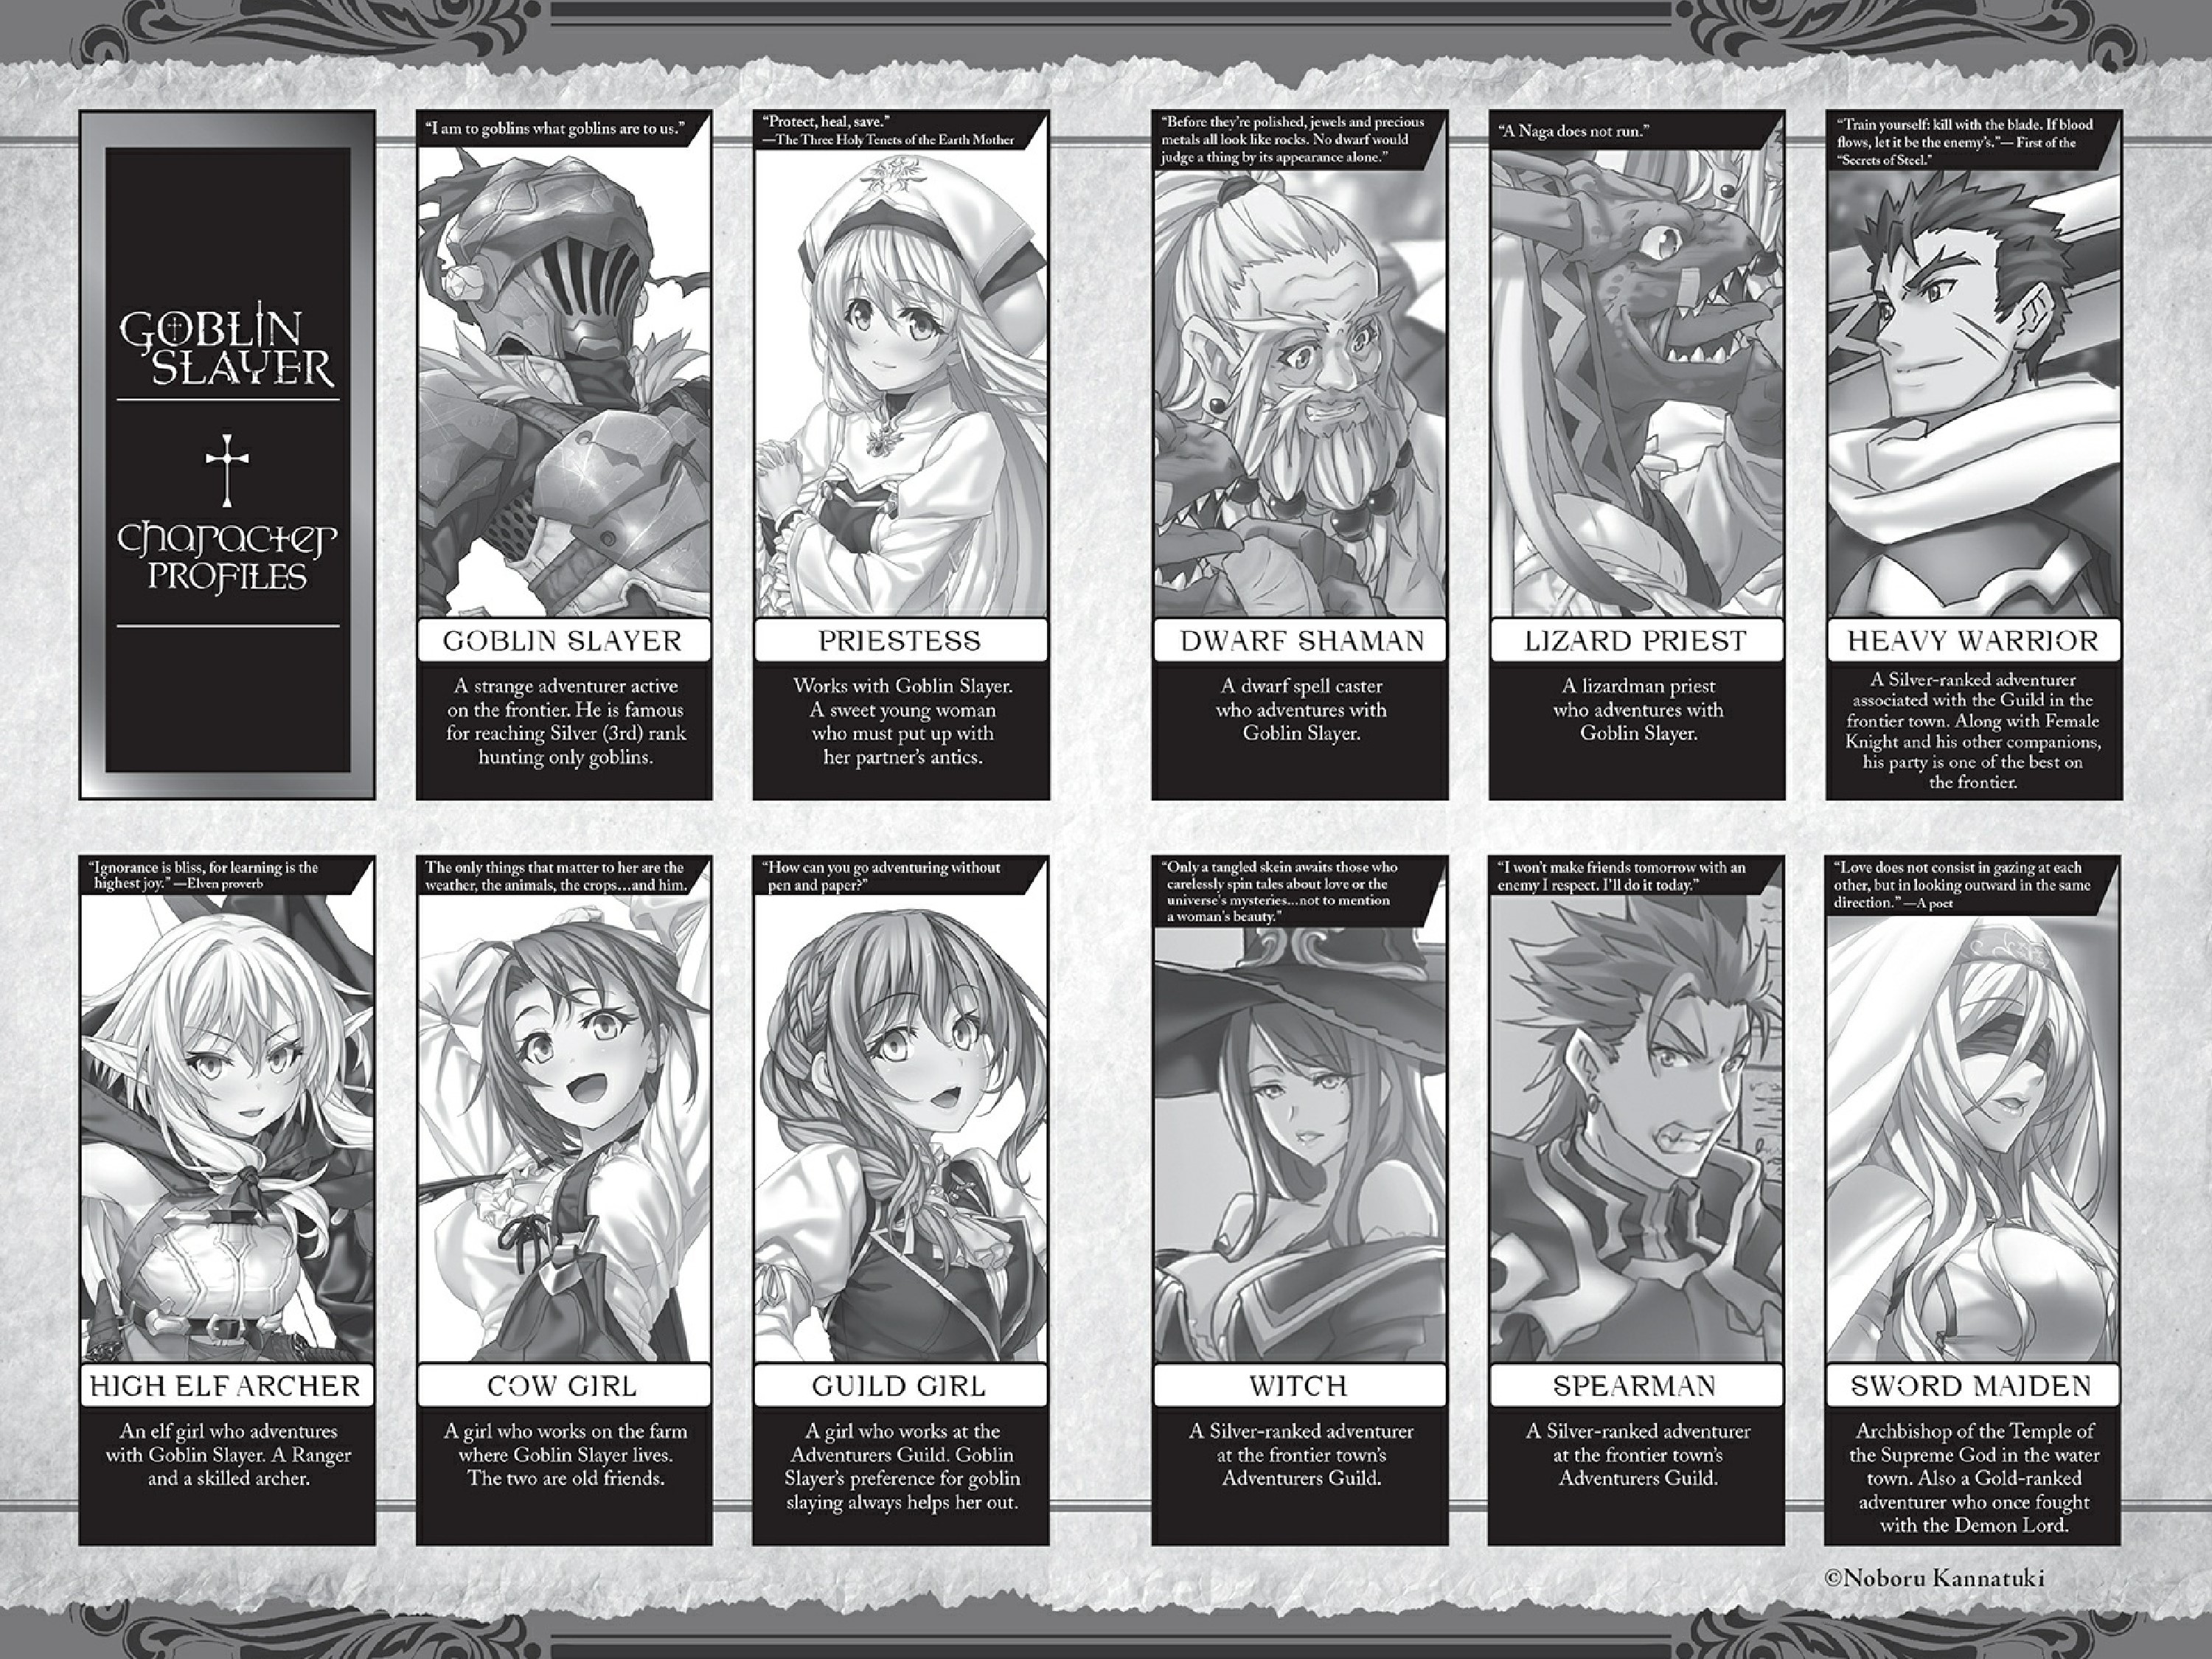 GOBLIN
SLAYER
character
PROFILES
"I am to goblins what goblins are to us."
GOBLIN SLAYER
A strange adventurer active
on the frontier. He is famous
for reaching Silver (3rd) rank
hunting only goblins.
"Protect, heal, save."
—The Three Holy Tenets of the Earth Mother
PRIESTESS
Works with Goblin Slayer.
A sweet young woman
who must put up with
her partner's antics.
"Before they're polished, jewels and precious
metals all look like rocks. No dwarf would
judge a thing by its appearance alone."
DWARF SHAMAN
A dwarf spell caster
who adventures with
Goblin Slayer.
"A Naga does not run."
LIZARD PRIEST
A lizardman priest
who adventures with
Goblin Slayer.
"Train yourself: kill with the blade. If blood
flows, let it be the enemy's."— First of the
"Secrets of Steel."
HEAVY WARRIOR
A Silver-ranked adventurer
associated with the Guild in the
frontier town. Along with Female
Knight and his other companions,
his party is one of the best on
the frontier.
"Ignorance is bliss, for learning is the
highest joy." —Elven proverb
HIGH ELF ARCHER
An elf girl who adventures
with Goblin Slayer. A Ranger
and a skilled archer.
The only things that matter to her are the
weather, the animals, the crops...and him.
COW GIRL
A girl who works on the farm
where Goblin Slayer lives.
The two are old friends.
"How can you go adventuring without
pen and paper?"
GUILD GIRL
A girl who works at the
Adventurers Guild. Goblin
Slayer's preference for goblin
slaying always helps her out.
"Only a tangled skein awaits those who
carelessly spin tales about love or the
universe's mysteries...not to mention
a woman's beauty."
WITCH
A Silver-ranked adventurer
at the frontier town's
Adventurers Guild.
"I won't make friends tomorrow with an
enemy I respect. I'll do it today."
SPEARMAN
A Silver-ranked adventurer
at the frontier town's
Adventurers Guild.
"Love does not consist in gazing at each
other, but in looking outward in the same
direction." —A poet
SWORD MAIDEN
Archbishop of the Temple of
the Supreme God in the water
town. Also a Gold-ranked
adventurer who once fought
with the Demon Lord.
©Noboru Kannatuki